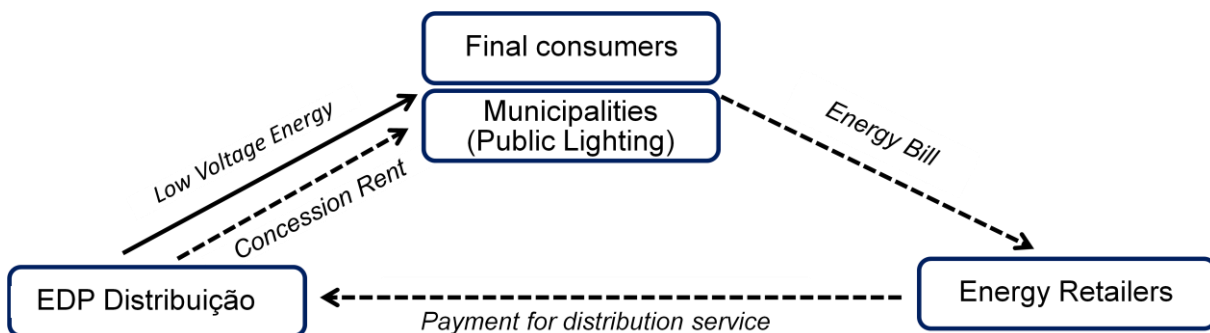 Final consumers
Municipalities
(Public Lighting)
Low Voltage Energy
Concession Rent
Energy Bill
EDP Distribuição
Energy Retailers
Payment for distribution service